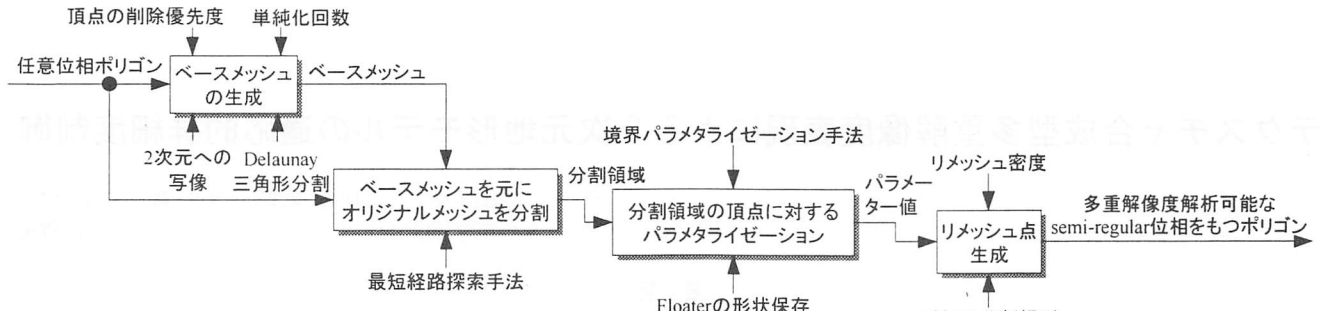 頂点の削除優先度
単純化回数
任意位相ポリゴン
ベースメッシュ
の生成
ベースメッシュ
2次元への
写像
Delaunay
三角形分割
ベースメッシュを元に
オリジナルメッシュを分割
最短経路探索手法
分割領域
境界パラメタライゼーション手法
分割領域の頂点に対する
パラメタライゼーション
Floaterの形状保存
パラメー
ター値
リメッシュ密度
リメッシュ点
生成
多重解像度解析可能な
semi-regular位相をもつポリゴン